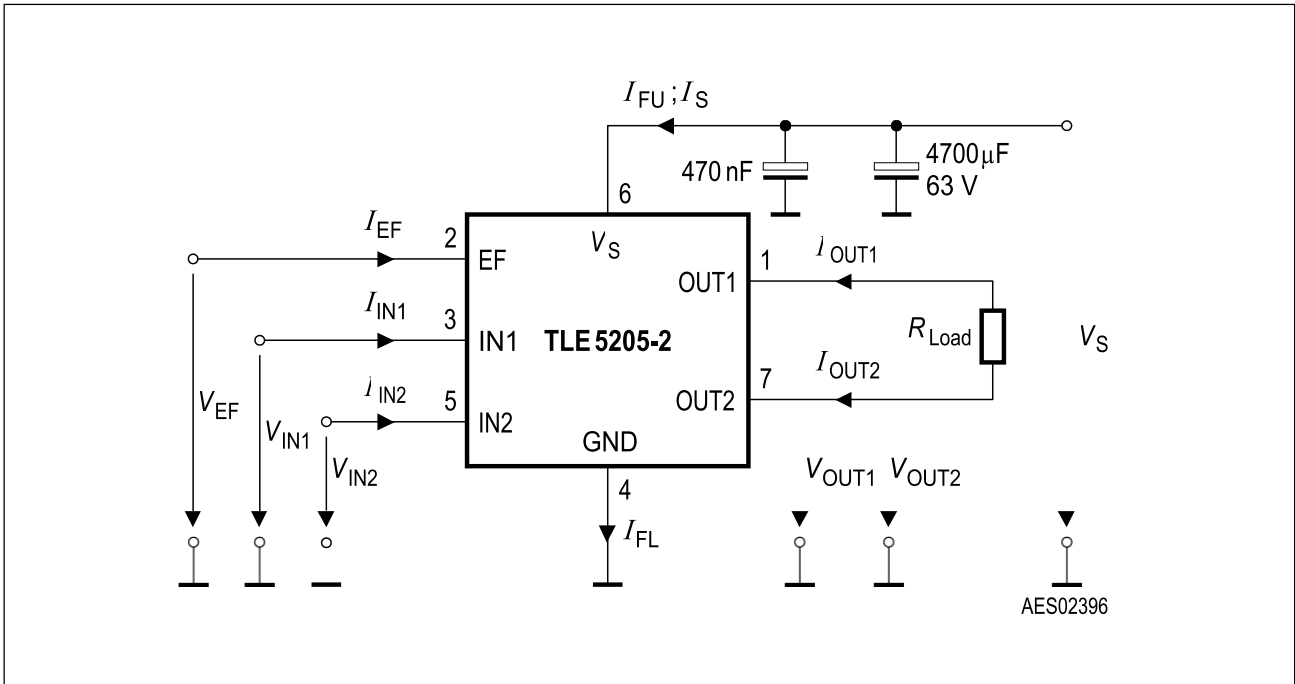 I_FU ; I_S
470 nF
4700 µF
63 V
6
I_EF
2
V_S
EF
1
I_OUT1
OUT1
I_IN1
3
IN1
TLE 5205-2
R_Load
V_S
I_OUT2
I_IN2
7
5
V_EF
OUT2
IN2
V_IN1
GND
V_IN2
V_OUT1 V_OUT2
4
I_FL
AES02396